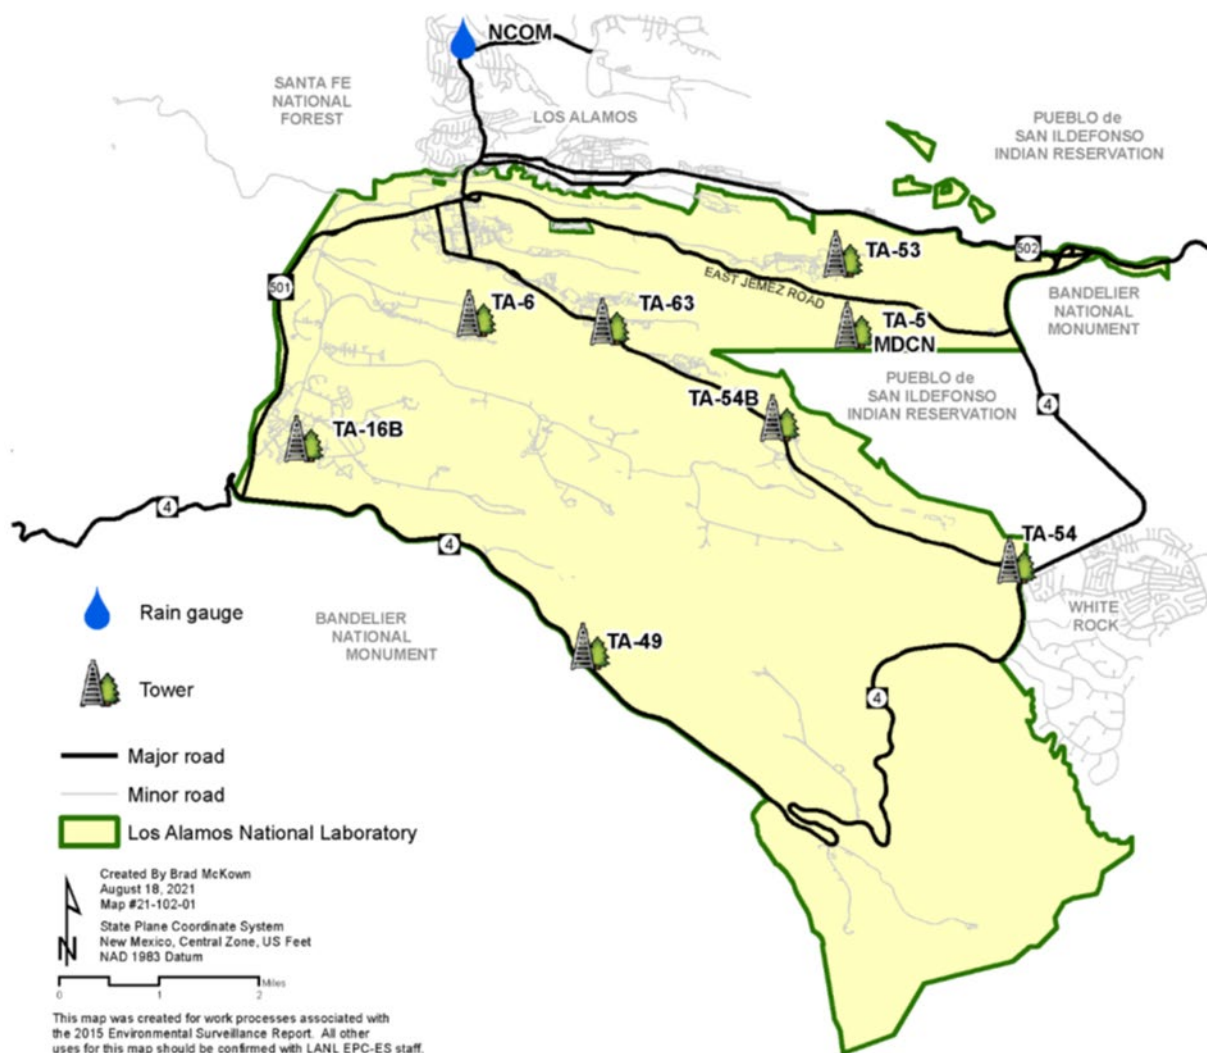 NCOM
SANTA FE
NATIONAL
FOREST
LOS ALAMOS
PUEBLO de
SAN ILDEFONSO
INDIAN RESERVATION
TA-53
502
EAST JEMEZ ROAD
501
TA-6
TA-63
TA-5
MDCN
BANDELIER
NATIONAL
MONUMENT
PUEBLO de
SAN ILDEFONSO
INDIAN RESERVATION
TA-54B
4
TA-16B
4
4
TA-54
WHITE
ROCK
BANDELIER
NATIONAL
MONUMENT
TA-49
4
Rain gauge
Tower
Major road
Minor road
Los Alamos National Laboratory
Created By Brad McKown
August 18, 2021
Map #21-102-01
State Plane Coordinate System
New Mexico, Central Zone, US Feet
NAD 1983 Datum
N
Miles
0 1 2
This map was created for work processes associated with
the 2015 Environmental Surveillance Report. All other
uses for this map should be confirmed with LANL EPC-ES staff.